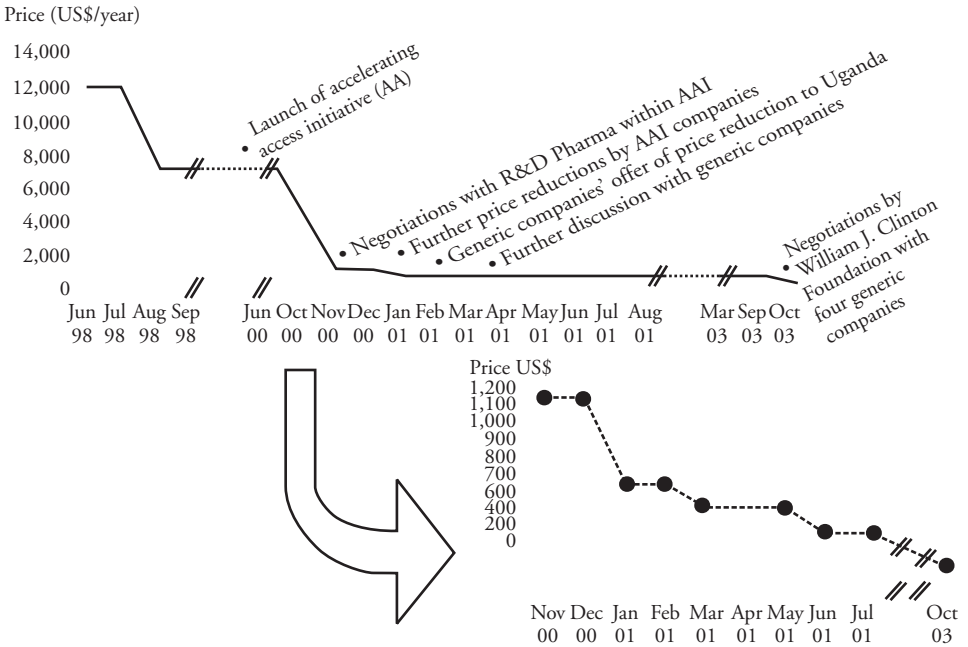 Price (US$/year)
14,000
12,000
10,000
8,000
6,000
4,000
2,000
0
• Launch of accelerating
access initiative (AA)
• Negotiations with R&D Pharma within AAI
• Further price reductions by AAI companies
• Generic companies' offer of price reduction to Uganda
• Further discussion with generic companies
• Negotiations by
William J. Clinton
Foundation with
four generic
companies
Jun Jul Aug Sep Jun Oct Nov Dec Jan Feb Mar Apr May Jun Jul Aug Mar Sep Oct
98 98 98 98 00 00 00 00 01 01 01 01 01 01 01 01 03 03 03
Price US$
1,200
1,100
1,000
900
800
700
600
400
200
0
Nov Dec Jan Feb Mar Apr May Jun Jul Oct
00 00 01 01 01 01 01 01 01 03